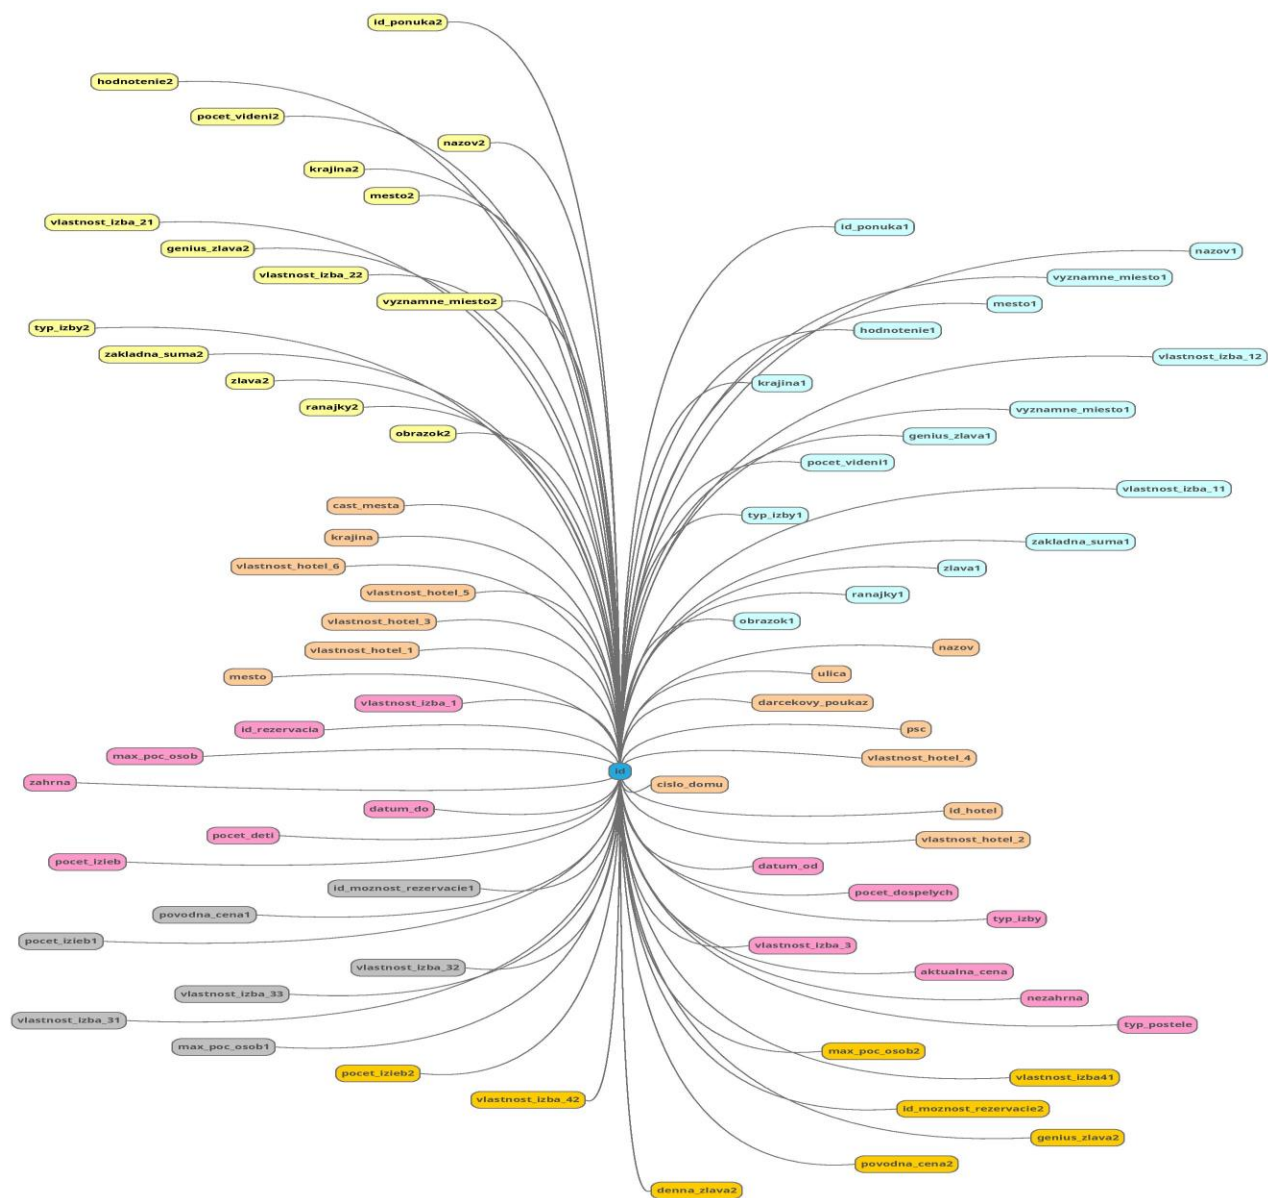 id_ponuka2
hodnotenie2
pocet_videni2
nazov2
krajina2
mesto2
vlastnost_izba_21
id_ponuka1
genius_zlava2
nazov1
vlastnost_izba_22
vyznamne_miesto1
vyznamne_miesto2
mesto1
typ_izby2
hodnotenie1
zakladna_suma2
vlastnost_izba_12
zlava2
krajina1
ranajky2
vyznamne_miesto1
obrazok2
genius_zlava1
pocet_videni1
vlastnost_izba_11
cast_mesta
typ_izby1
krajina
zakladna_suma1
vlastnost_hotel_6
zlava1
vlastnost_hotel_5
ranajky1
vlastnost_hotel_3
obrazok1
vlastnost_hotel_1
nazov
mesto
ulica
vlastnost_izba_1
darcekovy_poukaz
id_rezervacia
psc
max_poc_osob
vlastnost_hotel_4
id
zahrna
cislo_domu
datum_do
id_hotel
pocet_deti
vlastnost_hotel_2
pocet_izieb
datum_od
id_moznost_rezervacie1
pocet_dospelych
povodna_cena1
typ_izby
pocet_izieb1
vlastnost_izba_3
vlastnost_izba_32
aktualna_cena
vlastnost_izba_33
nezahrna
vlastnost_izba_31
typ_postele
max_poc_osob1
max_poc_osob2
pocet_izieb2
vlastnost_izba41
vlastnost_izba_42
id_moznost_rezervacie2
genius_zlava2
povodna_cena2
denna_zlava2